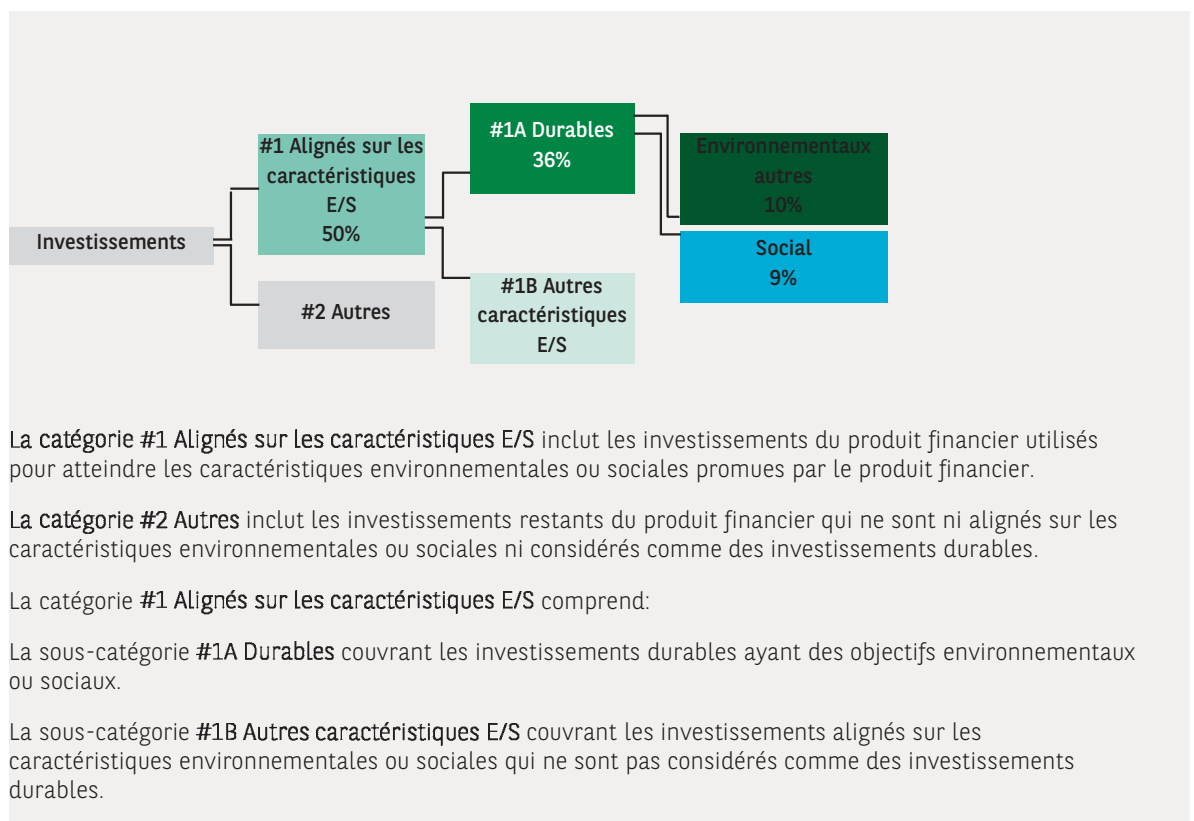 #1A Durables
36%
#1 Alignés sur les
caractéristiques
E/S
50%
Environnementaux
autres
10%
Investissements
Social
9%
#2 Autres
#1B Autres
caractéristiques
E/S
La catégorie #1 Alignés sur les caractéristiques E/S inclut les investissements du produit financier utilisés
pour atteindre les caractéristiques environnementales ou sociales promues par le produit financier.
La catégorie #2 Autres inclut les investissements restants du produit financier qui ne sont ni alignés sur les
caractéristiques environnementales ou sociales ni considérés comme des investissements durables.
La catégorie #1 Alignés sur les caractéristiques E/S comprend:
La sous-catégorie #1A Durables couvrant les investissements durables ayant des objectifs environnementaux
ou sociaux.
La sous-catégorie #1B Autres caractéristiques E/S couvrant les investissements alignés sur les
caractéristiques environnementales ou sociales qui ne sont pas considérés comme des investissements
durables.